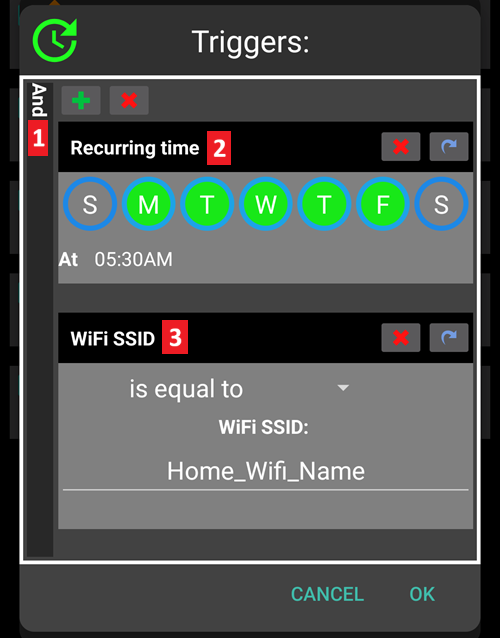 Triggers:
And
1
Recurring time 2
S M T W T F S
At 05:30AM
WiFi SSID 3
is equal to
WiFi SSID:
Home_Wifi_Name
CANCEL OK